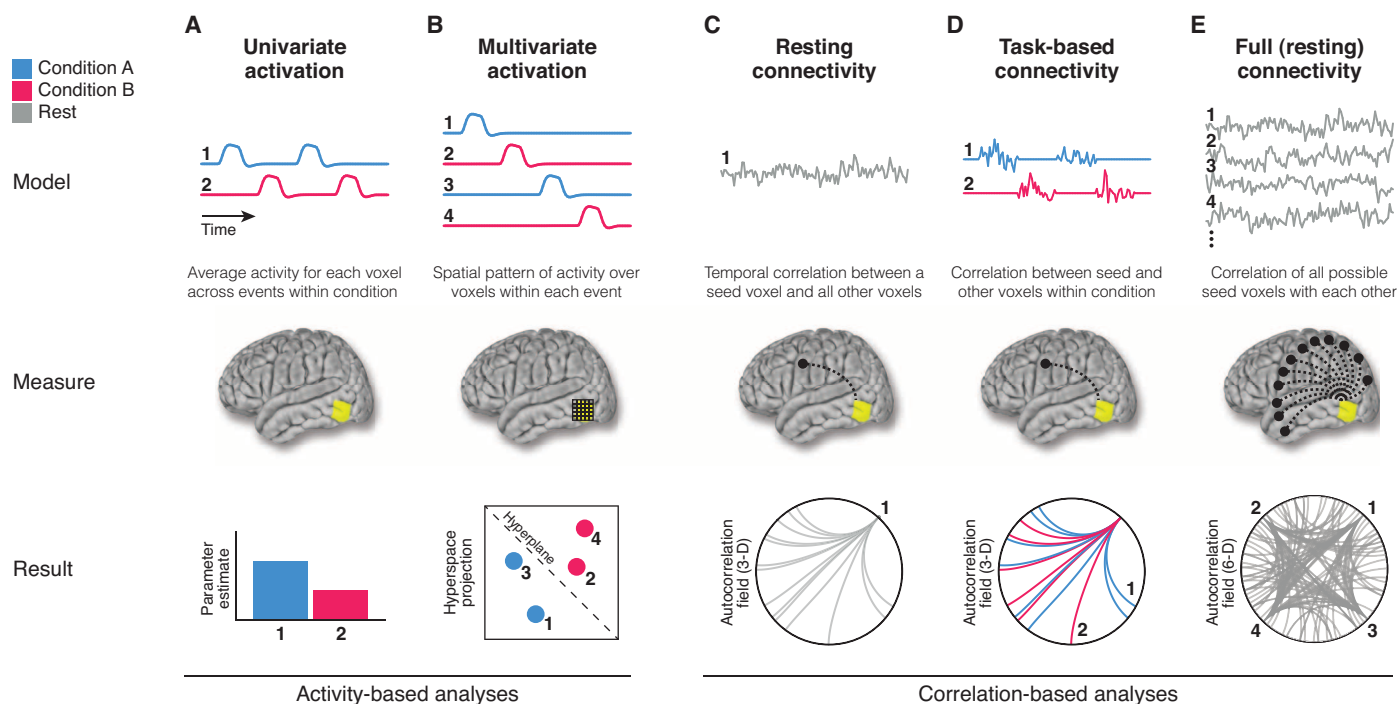 A
Univariate
activation
B
Multivariate
activation
C
Resting
connectivity
D
Task-based
connectivity
E
Full (resting)
connectivity
Condition A
Condition B
Rest
Model
1
2
Time
1
2
3
4
1
1
2
1
2
3
4
Average activity for each voxel
across events within condition
Spatial pattern of activity over
voxels within each event
Temporal correlation between a
seed voxel and all other voxels
Correlation between seed and
other voxels within condition
Correlation of all possible
seed voxels with each other
Measure
Result
Parameter
estimate
1
2
Hyperspace
projection
Hyperplane
4
3
2
1
Autocorrelation
field (3-D)
1
Autocorrelation
field (3-D)
1
2
Autocorrelation
field (6-D)
2
1
4
3
Activity-based analyses
Correlation-based analyses